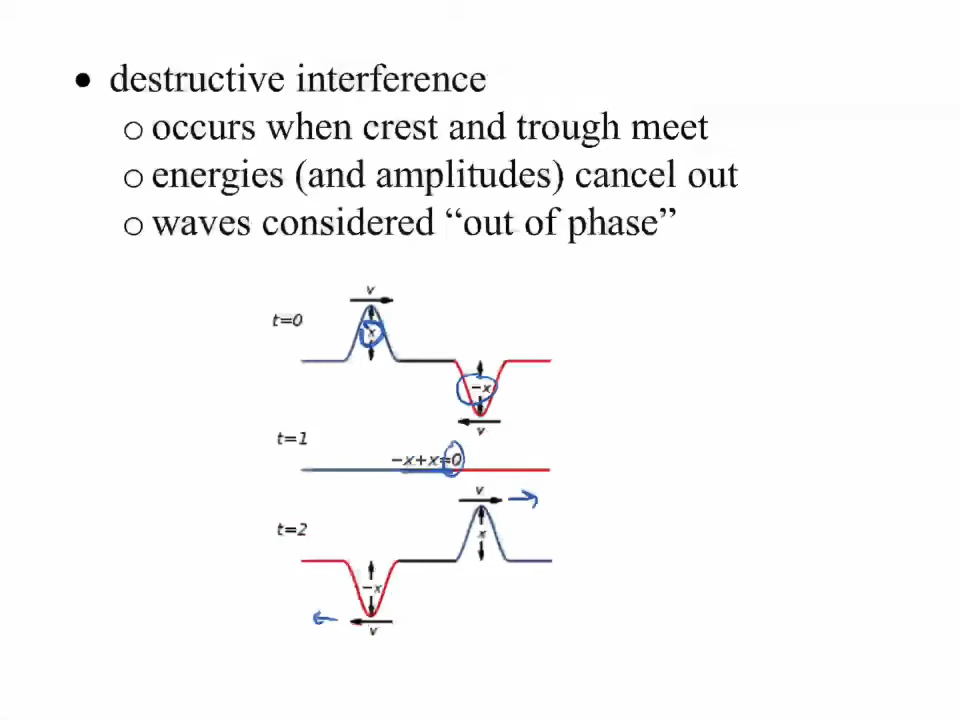 • destructive interference
o occurs when crest and trough meet
o energies (and amplitudes) cancel out
o waves considered “out of phase”
v
t=0
x
−x
v
t=1
−x+x=0
v
t=2
x
−x
v